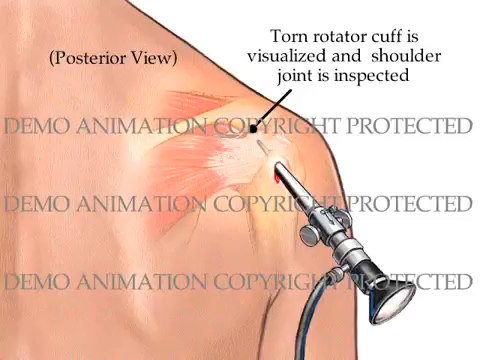 Torn rotator cuff is
(Posterior View)
visualized and shoulder
joint is inspected
DEMO ANIMATION COPYRIGHT PROTECTED
DEMO ANIMATION COPYRIGHT PROTECTED
DEMO ANIMATION COPYRIGHT PROTECTED